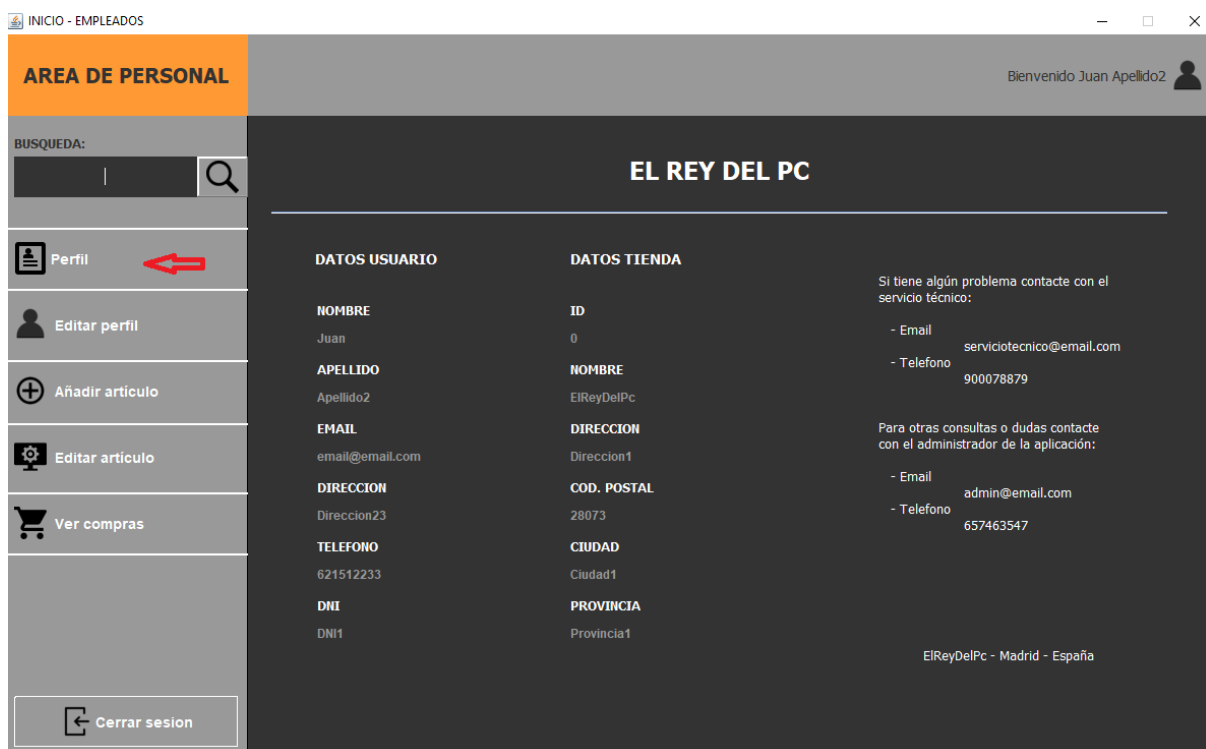 INICIO - EMPLEADOS
AREA DE PERSONAL
Bienvenido Juan Apellido2
BUSQUEDA:
Perfil
Editar perfil
Añadir artículo
Editar artículo
Ver compras
Cerrar sesion
EL REY DEL PC
DATOS USUARIO
NOMBRE
Juan
APELLIDO
Apellido2
EMAIL
email@email.com
DIRECCION
Direccion23
TELEFONO
621512233
DNI
DNI1
DATOS TIENDA
ID
0
NOMBRE
ElReyDelPc
DIRECCION
Direccion1
COD. POSTAL
28073
CIUDAD
Ciudad1
PROVINCIA
Provincia1
Si tiene algún problema contacte con el
servicio técnico:
- Email
serviciotecnico@email.com
- Telefono
900078879
Para otras consultas o dudas contacte
con el administrador de la aplicación:
- Email
admin@email.com
- Telefono
657463547
ElReyDelPc - Madrid - España